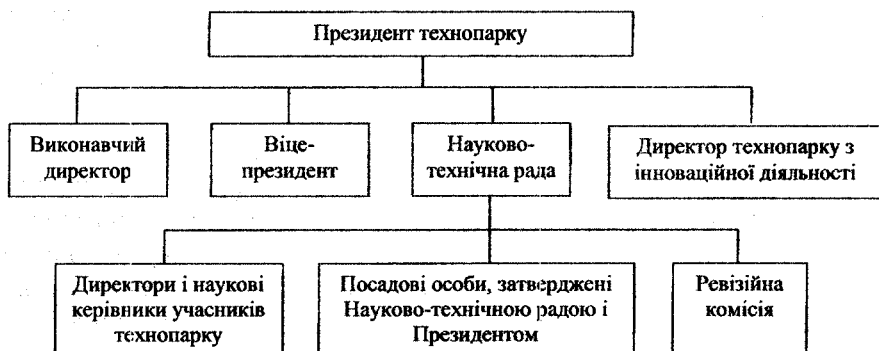 Президент технопарку
Виконавчий
директор
Віце-
президент
Науково-
технічна рада
Директор технопарку з
інноваційної діяльності
Директори і наукові
керівники учасників
технопарку
Посадові особи, затверджені
Науково-технічною радою і
Президентом
Ревізійна
комісія